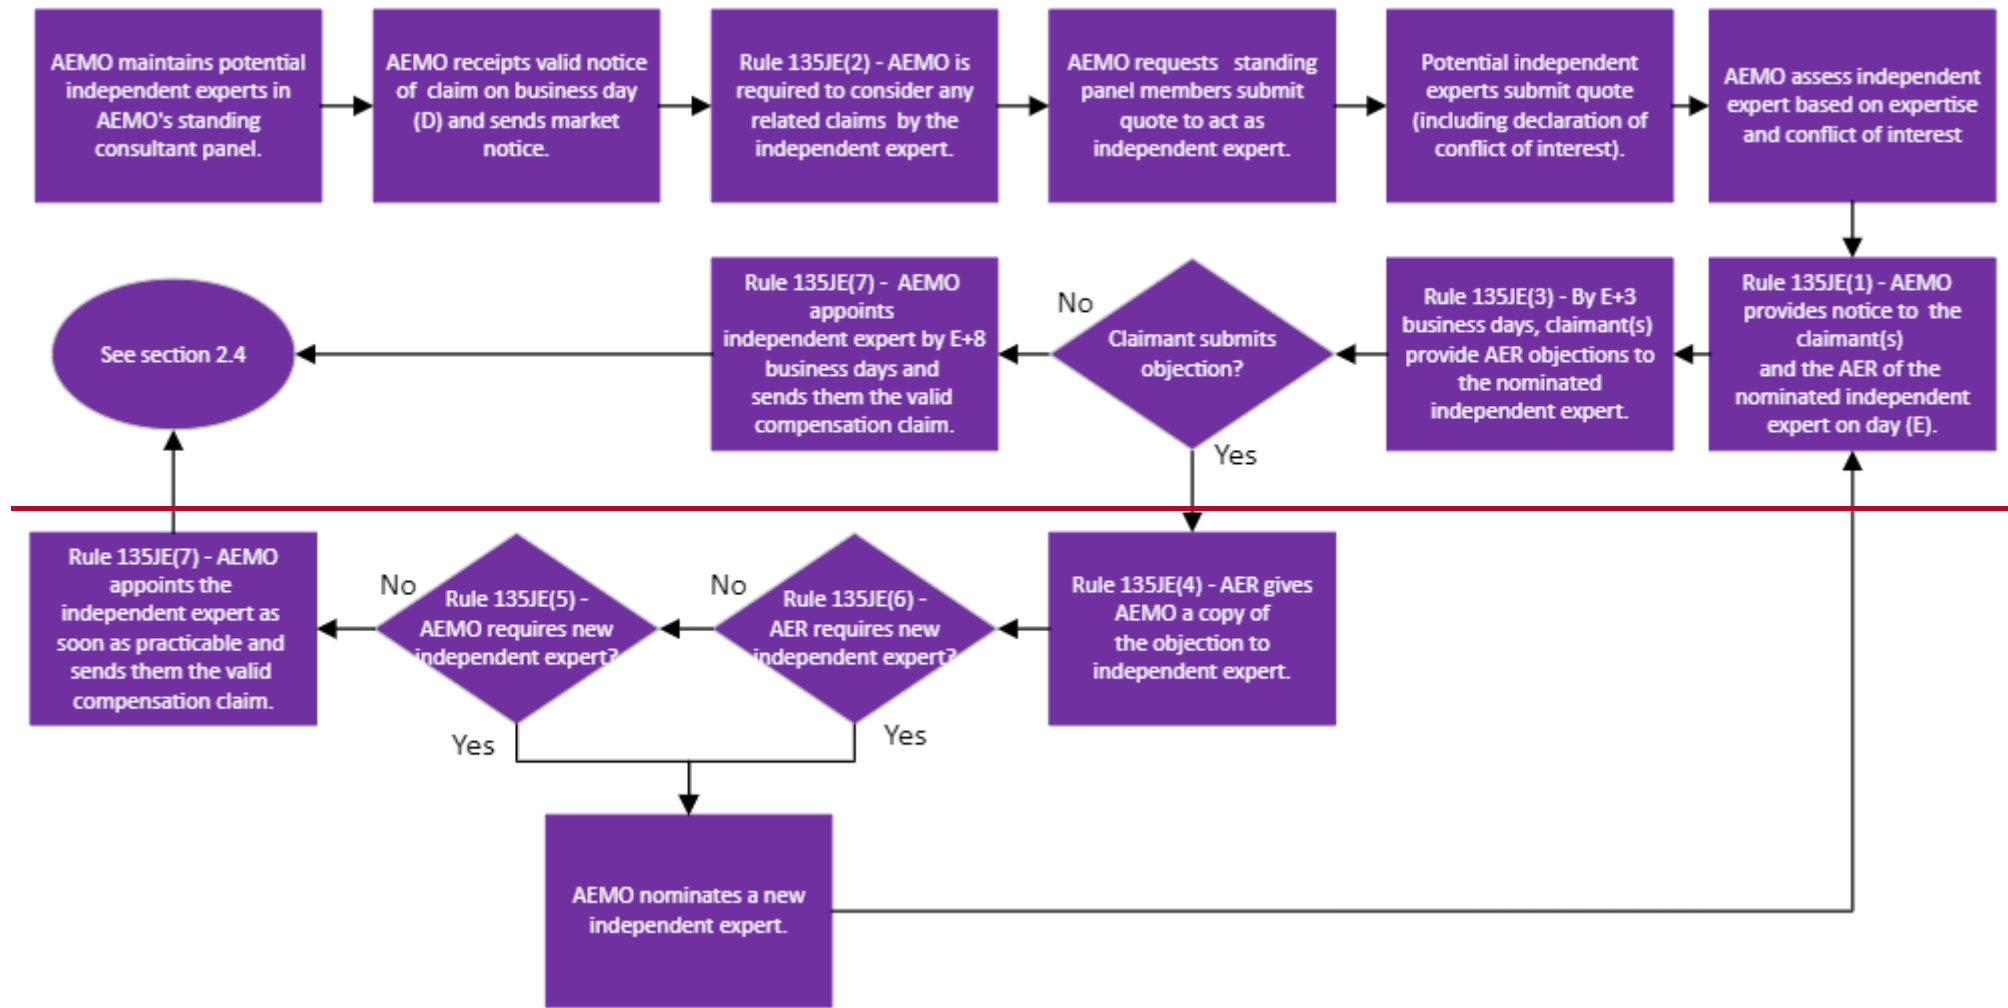 AEMO maintains potential
independent experts in
AEMO's standing
consultant panel.
AEMO receipts valid notice
of claim on business day
(D) and sends market
notice.
Rule 135JE(2) - AEMO is
required to consider any
related claims by the
independent expert.
AEMO requests standing
panel members submit
quote to act as
independent expert.
Potential independent
experts submit quote
(including declaration of
conflict of interest).
AEMO assess independent
expert based on expertise
and conflict of interest
Rule 135JE(1) - AEMO
provides notice to the
claimant(s)
and the AER of the
nominated independent
expert on day (E).
Rule 135JE(3) - By E+3
business days, claimant(s)
provide AER objections to
the nominated
independent expert.
Claimant submits
objection?
No
Yes
Rule 135JE(7) - AEMO
appoints
independent expert by E+8
business days and
sends them the valid
compensation claim.
See section 2.4
Rule 135JE(4) - AER gives
AEMO a copy of
the objection to
independent expert.
Rule 135JE(6) -
AER requires new
independent expert?
No
Yes
Rule 135JE(5) -
AEMO requires new
independent expert?
No
Yes
Rule 135JE(7) - AEMO
appoints the
independent expert as
soon as practicable and
sends them the valid
compensation claim.
AEMO nominates a new
independent expert.